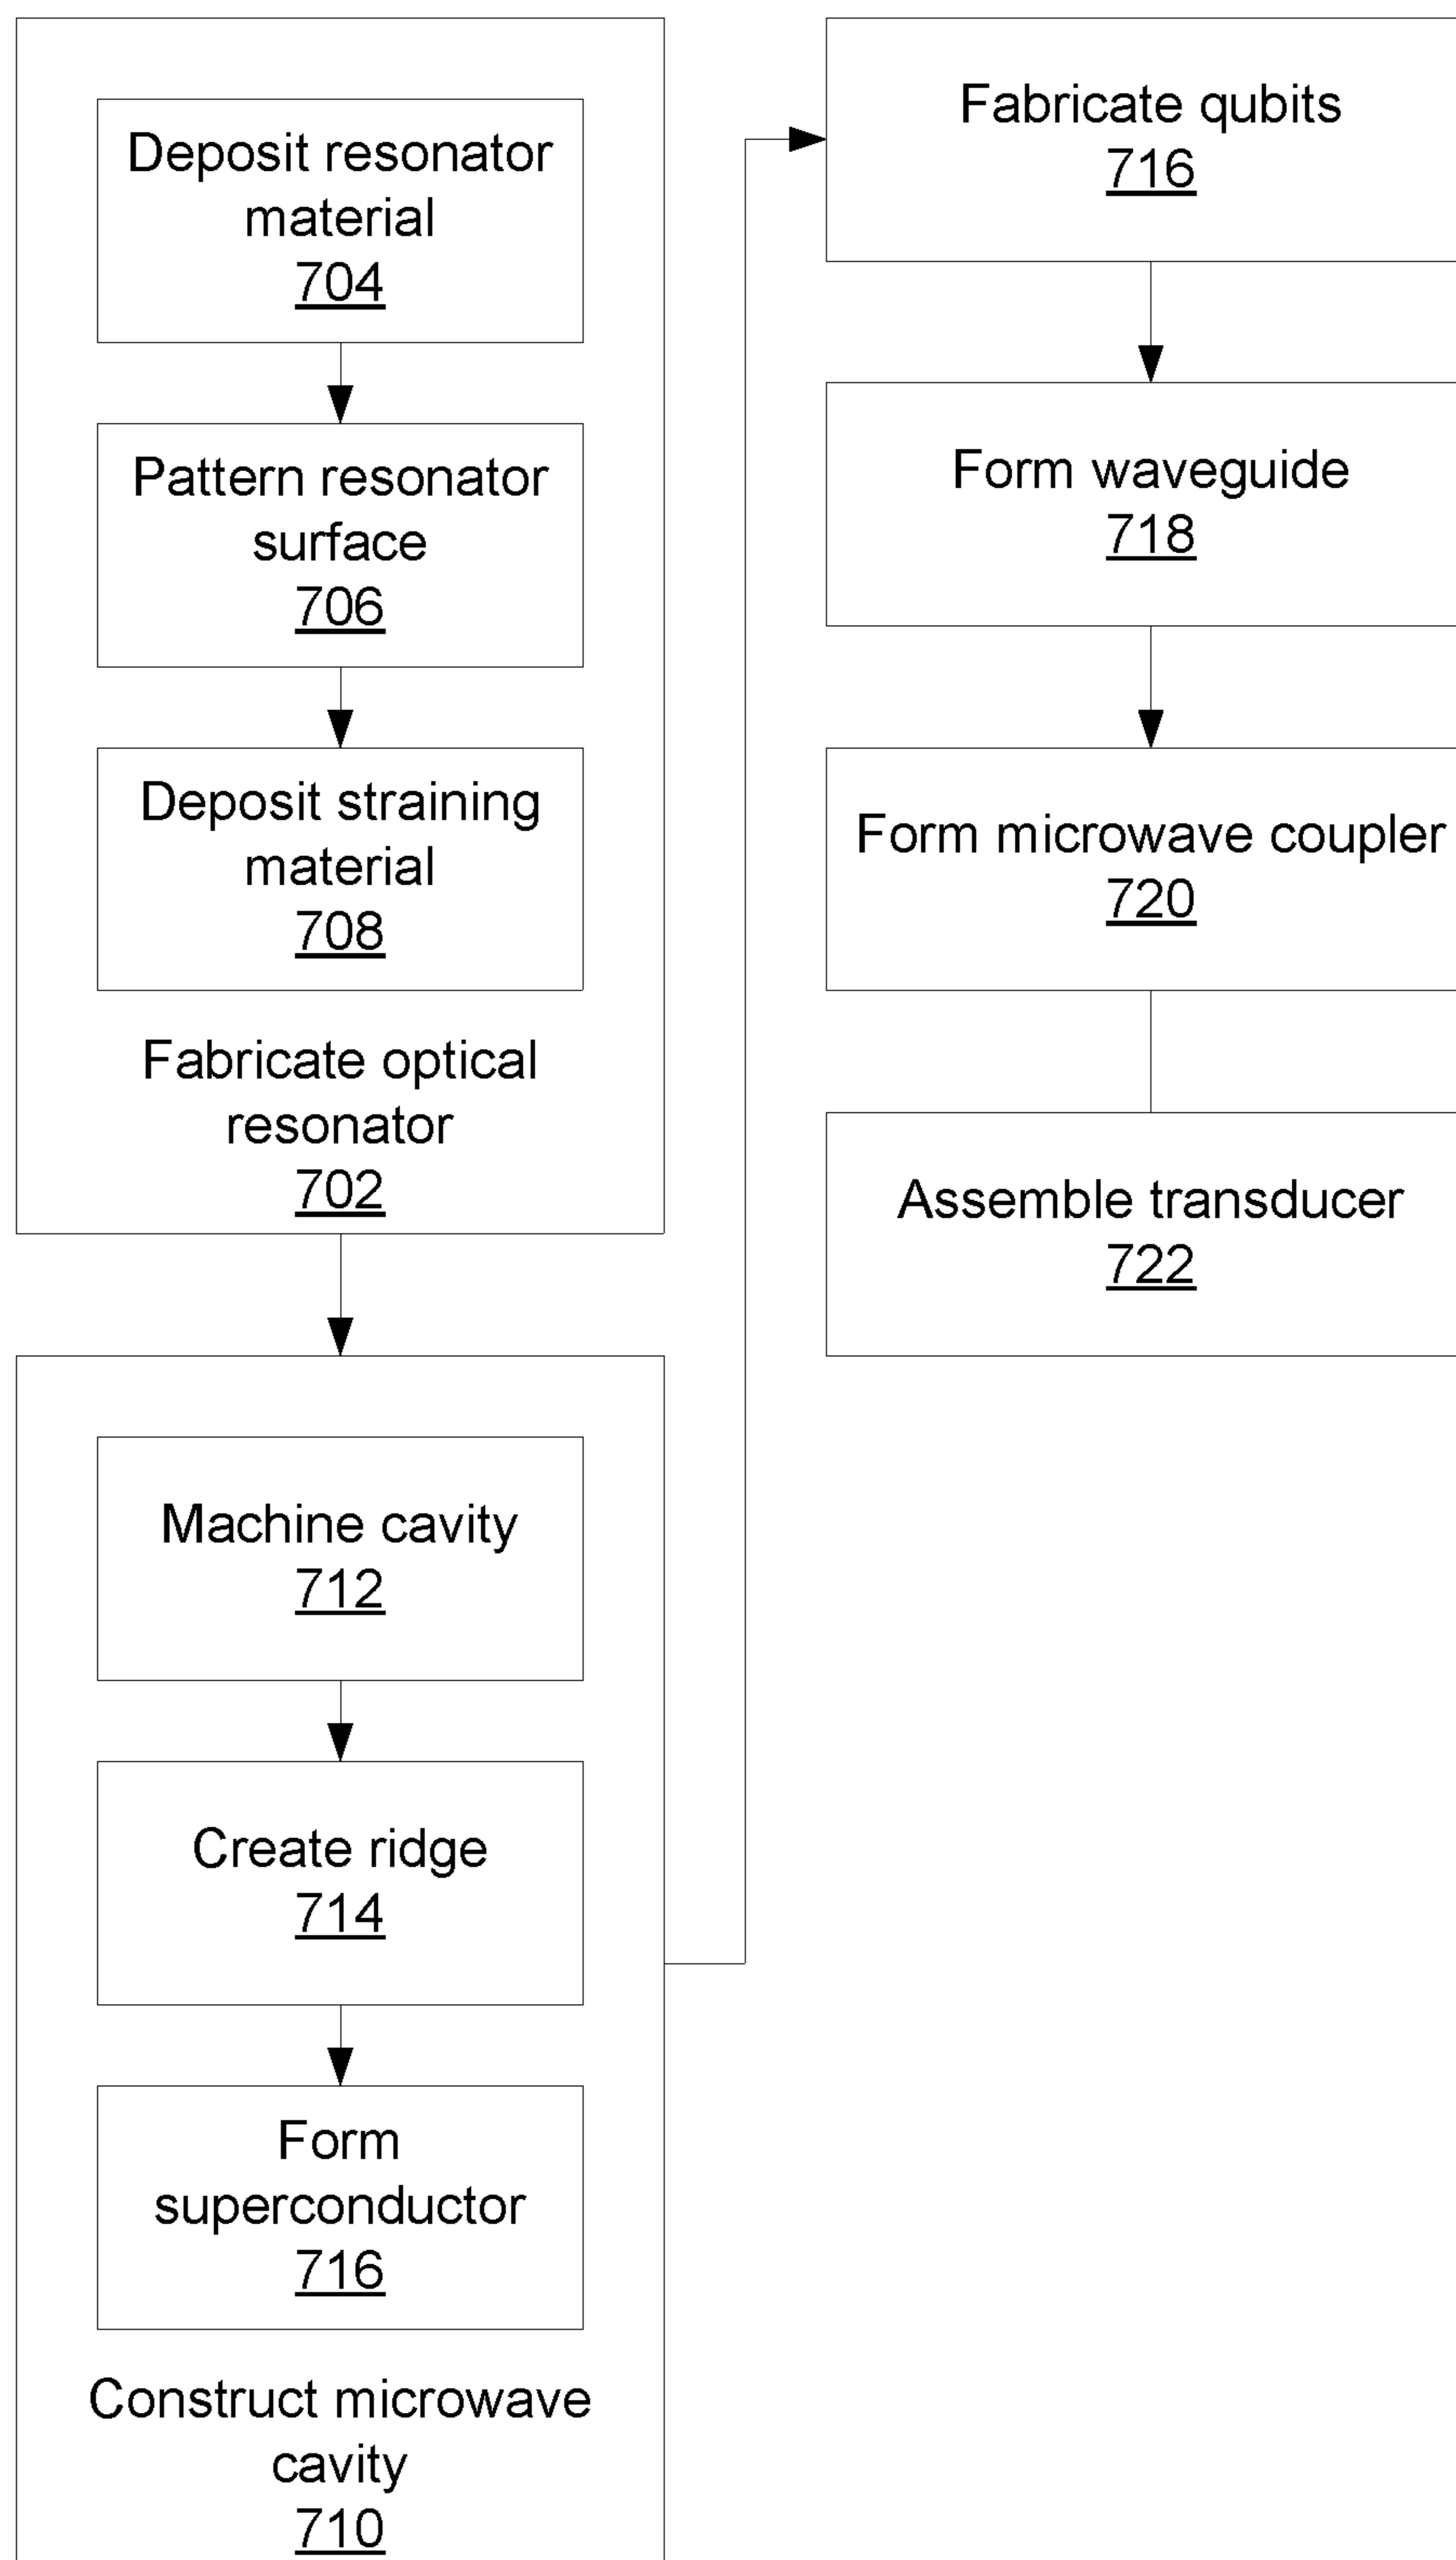 Deposit resonator
material
704
Pattern resonator
surface
706
Deposit straining
material
708
Fabricate optical
resonator
702
Machine cavity
712
Create ridge
714
Form
superconductor
716
Construct microwave
cavity
710
Fabricate qubits
716
Form waveguide
718
Form microwave coupler
720
Assemble transducer
722